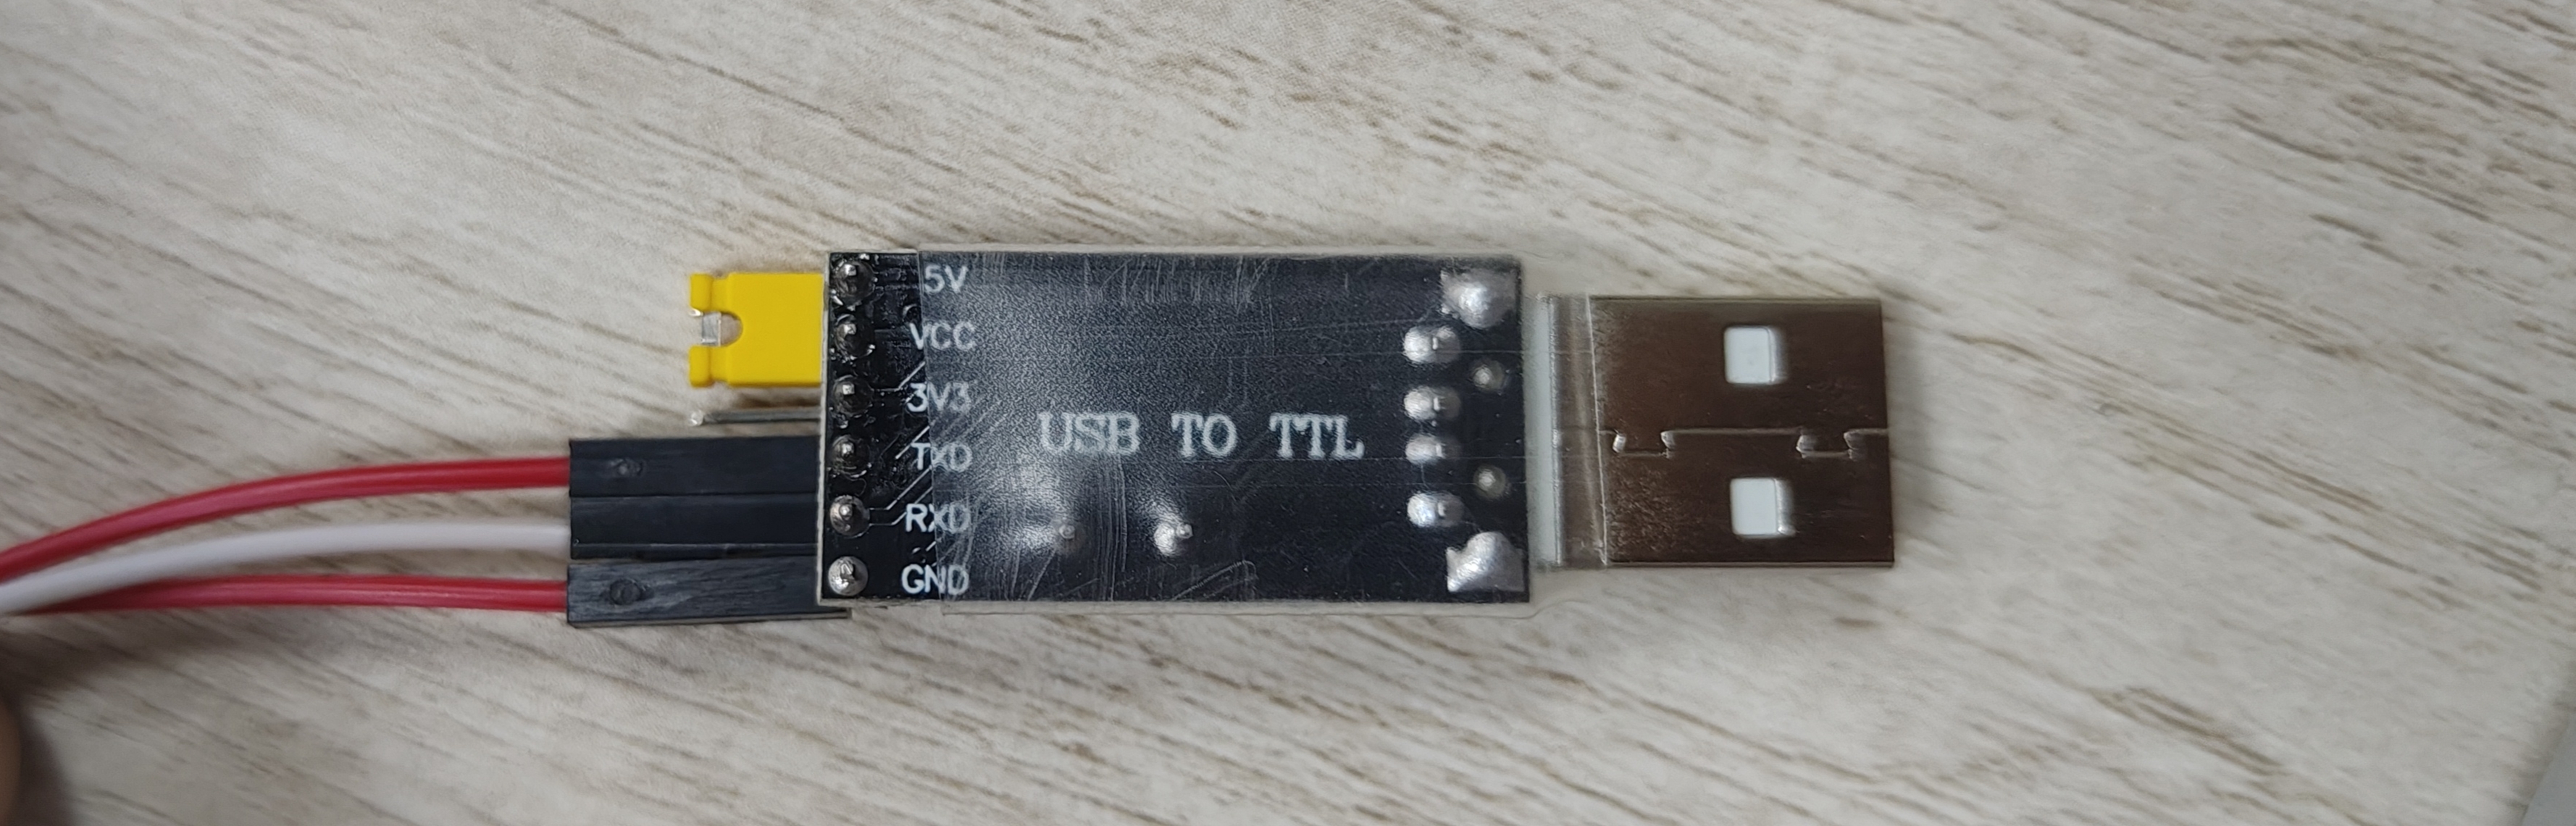 5V
VCC
3V3
TXD
RXD
GND
USB TO TTL